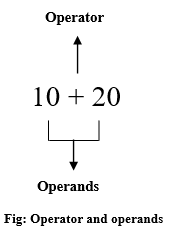 Operator
10 + 20
Operands
Fig: Operator and operands